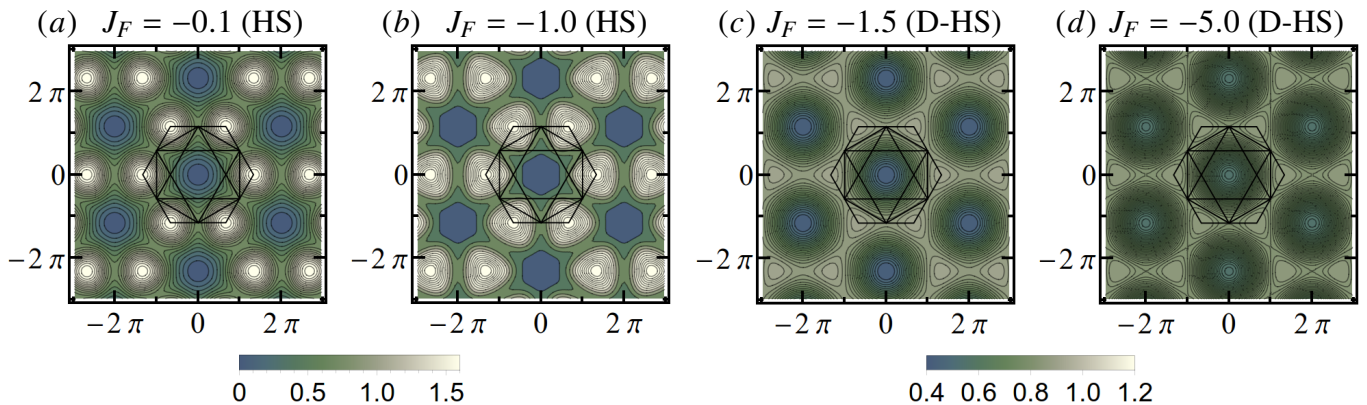 (a) J_F = −0.1 (HS)
(b) J_F = −1.0 (HS)
(c) J_F = −1.5 (D-HS)
(d) J_F = −5.0 (D-HS)
2 π
0
−2 π
−2 π 0 2 π
2 π
0
−2 π
−2 π 0 2 π
2 π
0
−2 π
−2 π 0 2 π
2 π
0
−2 π
−2 π 0 2 π
0 0.5 1.0 1.5
0.4 0.6 0.8 1.0 1.2